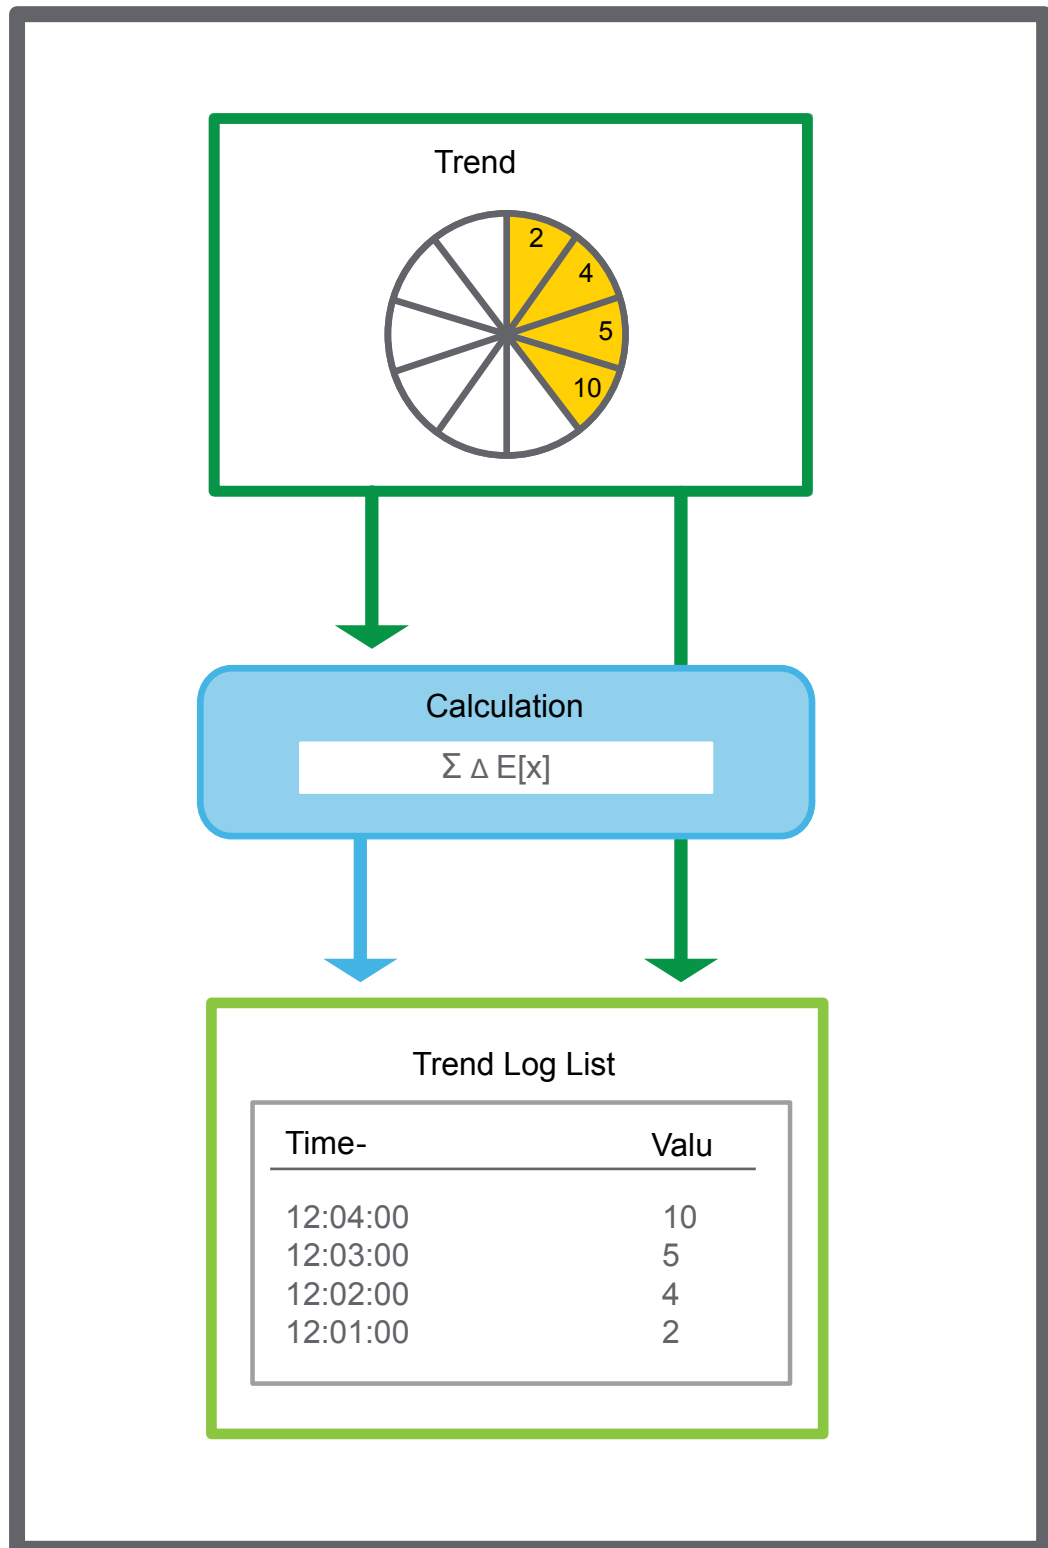 Trend
2
4
5
10
Calculation
Σ Δ E[x]
Trend Log List
Time- Valu
12:04:00 10
12:03:00 5
12:02:00 4
12:01:00 2